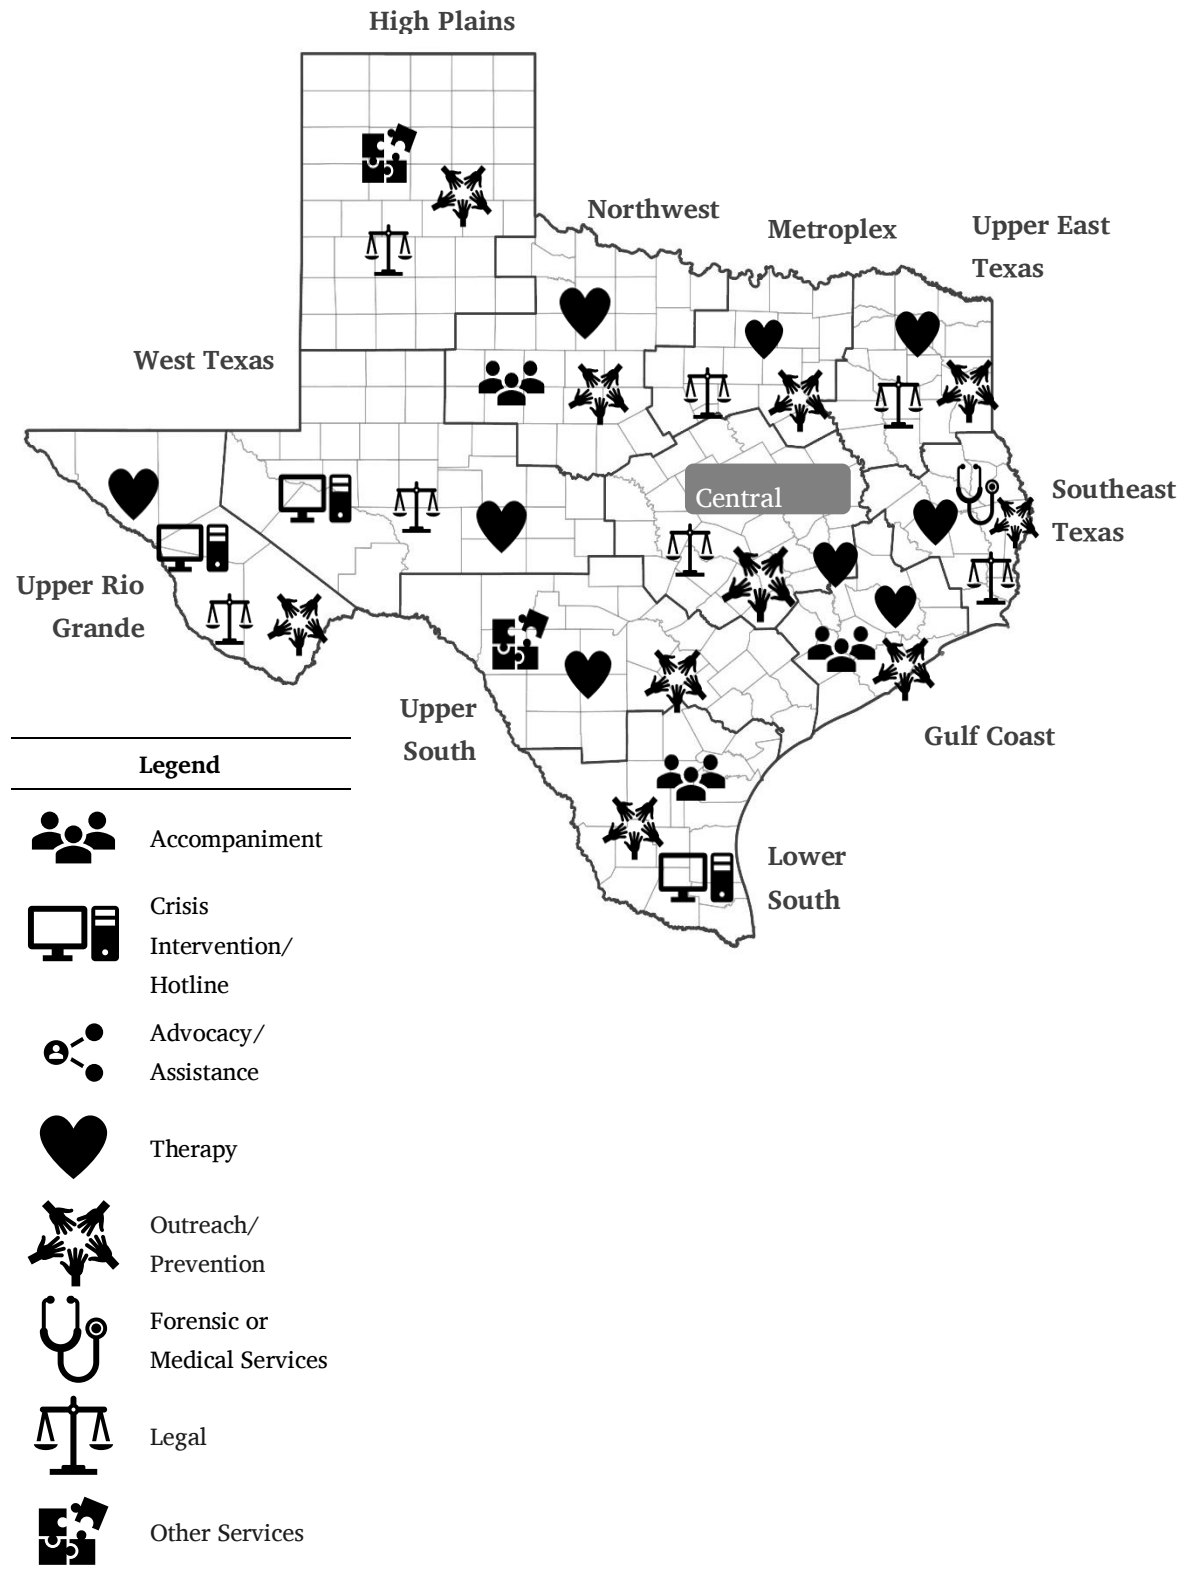 High Plains
Northwest
Metroplex
Upper East
Texas
West Texas
Central
Southeast
Texas
Upper Rio
Grande
Upper
South
Gulf Coast
Lower
South
Legend
Accompaniment
Crisis
Intervention/
Hotline
Advocacy/
Assistance
Therapy
Outreach/
Prevention
Forensic or
Medical Services
Legal
Other Services